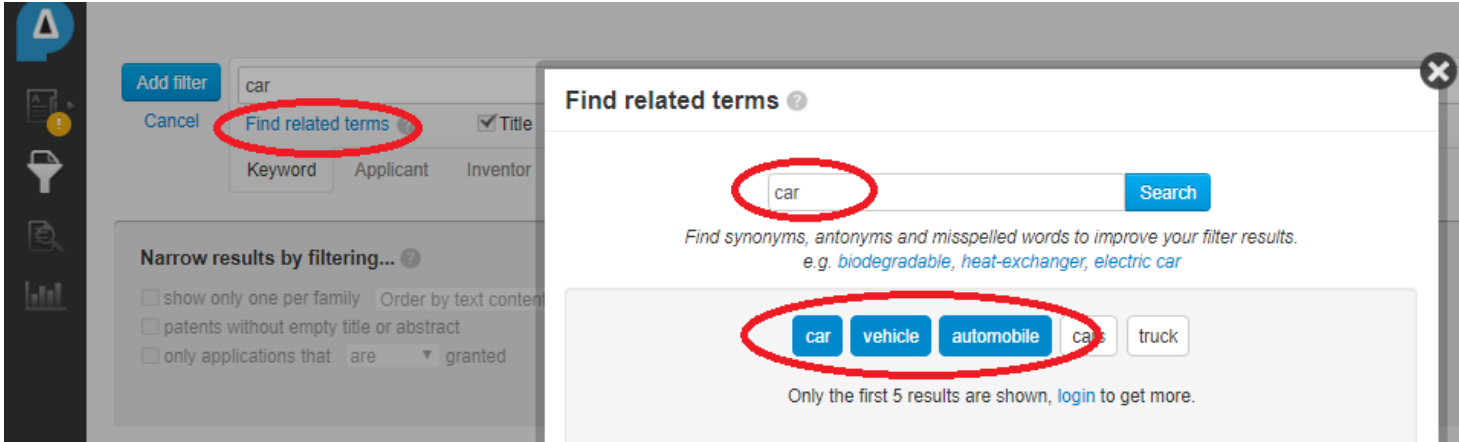 Add filter
car
Cancel
Find related terms ?
Title
Keyword
Applicant
Inventor
Narrow results by filtering... ?
show only one per family Order by text content
patents without empty title or abstract
only applications that are granted
Find related terms ?
car
Search
Find synonyms, antonyms and misspelled words to improve your filter results.
e.g. biodegradable, heat-exchanger, electric car
car vehicle automobile cars truck
Only the first 5 results are shown, login to get more.